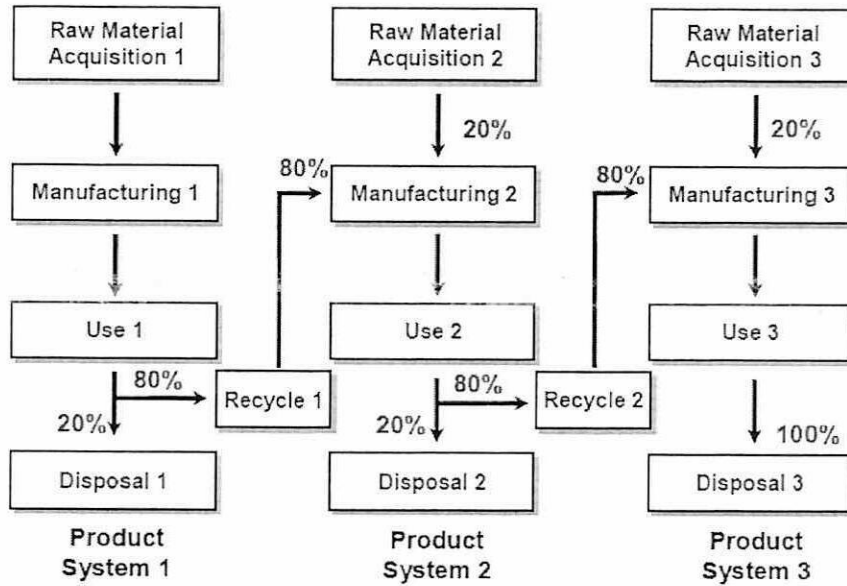 Raw Material
Acquisition 1
Raw Material
Acquisition 2
Raw Material
Acquisition 3
20%
20%
80%
80%
Manufacturing 1
Manufacturing 2
Manufacturing 3
Use 1
Use 2
Use 3
80%
Recycle 1
80%
Recycle 2
20%
20%
100%
Disposal 1
Disposal 2
Disposal 3
Product
System 1
Product
System 2
Product
System 3